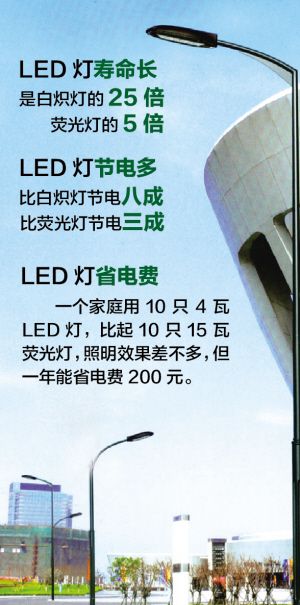 LED 灯寿命长
是白炽灯的 25 倍
荧光灯的 5 倍
LED 灯节电多
比白炽灯节电八成
比荧光灯节电三成
LED 灯省电费
一个家庭用 10 只 4 瓦
LED 灯，比起 10 只 15 瓦
荧光灯，照明效果差不多，但
一年能省电费 200 元。